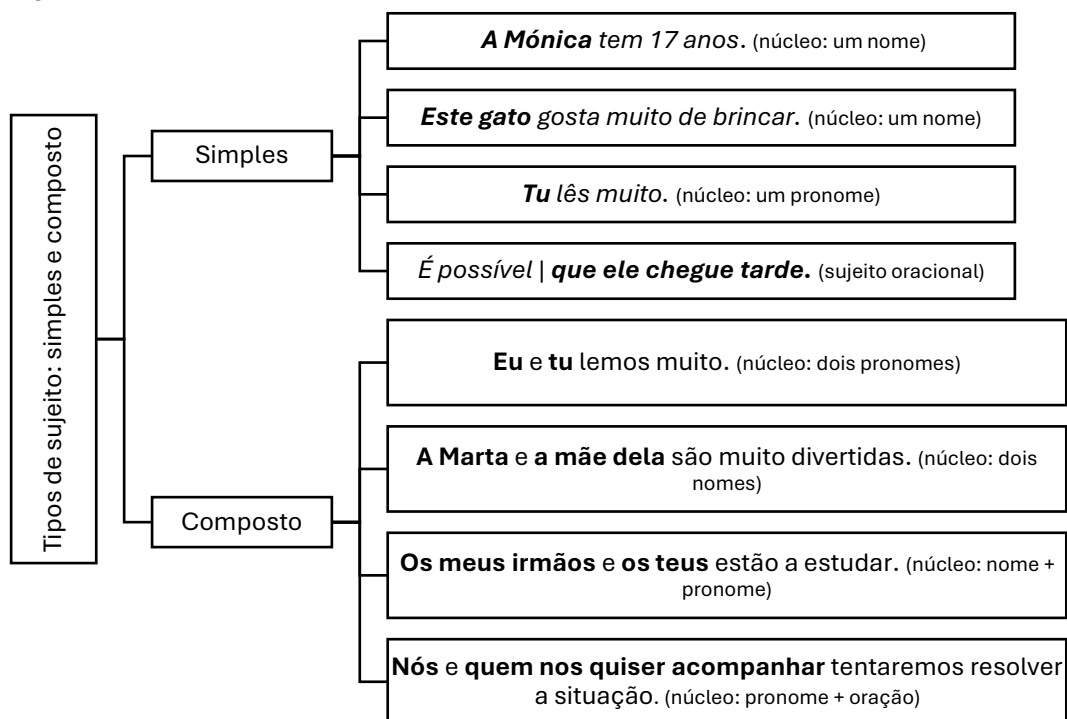 Tipos de sujeito: simples e composto
Simples
A Mónica tem 17 anos. (núcleo: um nome)
Este gato gosta muito de brincar. (núcleo: um nome)
Tu lês muito. (núcleo: um pronome)
É possível | que ele chegue tarde. (sujeito oracional)
Composto
Eu e tu lemos muito. (núcleo: dois pronomes)
A Marta e a mãe dela são muito divertidas. (núcleo: dois
nomes)
Os meus irmãos e os teus estão a estudar. (núcleo: nome +
pronome)
Nós e quem nos quiser acompanhar tentaremos resolver
a situação. (núcleo: pronome + oração)